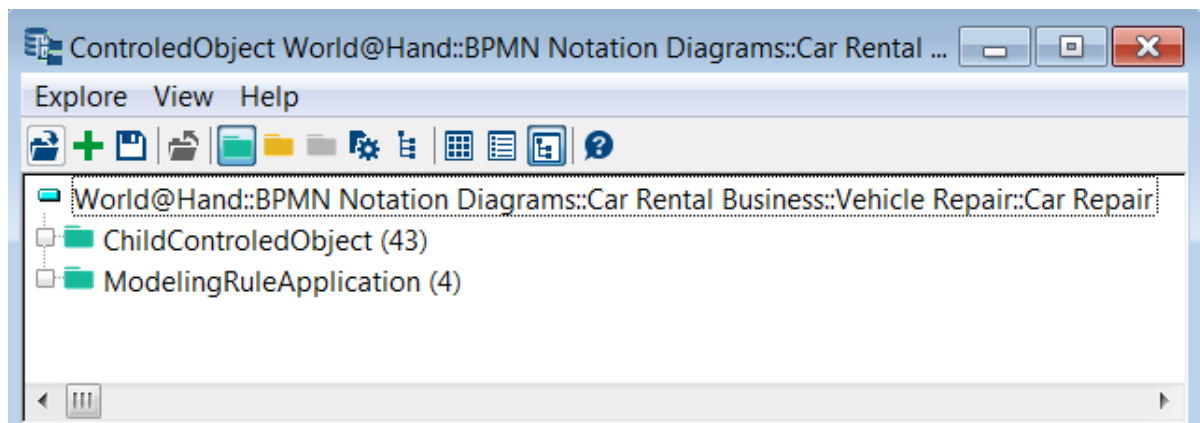 ControledObject World@Hand::BPMN Notation Diagrams::Car Rental ...
Explore View Help
World@Hand::BPMN Notation Diagrams::Car Rental Business::Vehicle Repair::Car Repair
ChildControledObject (43)
ModelingRuleApplication (4)